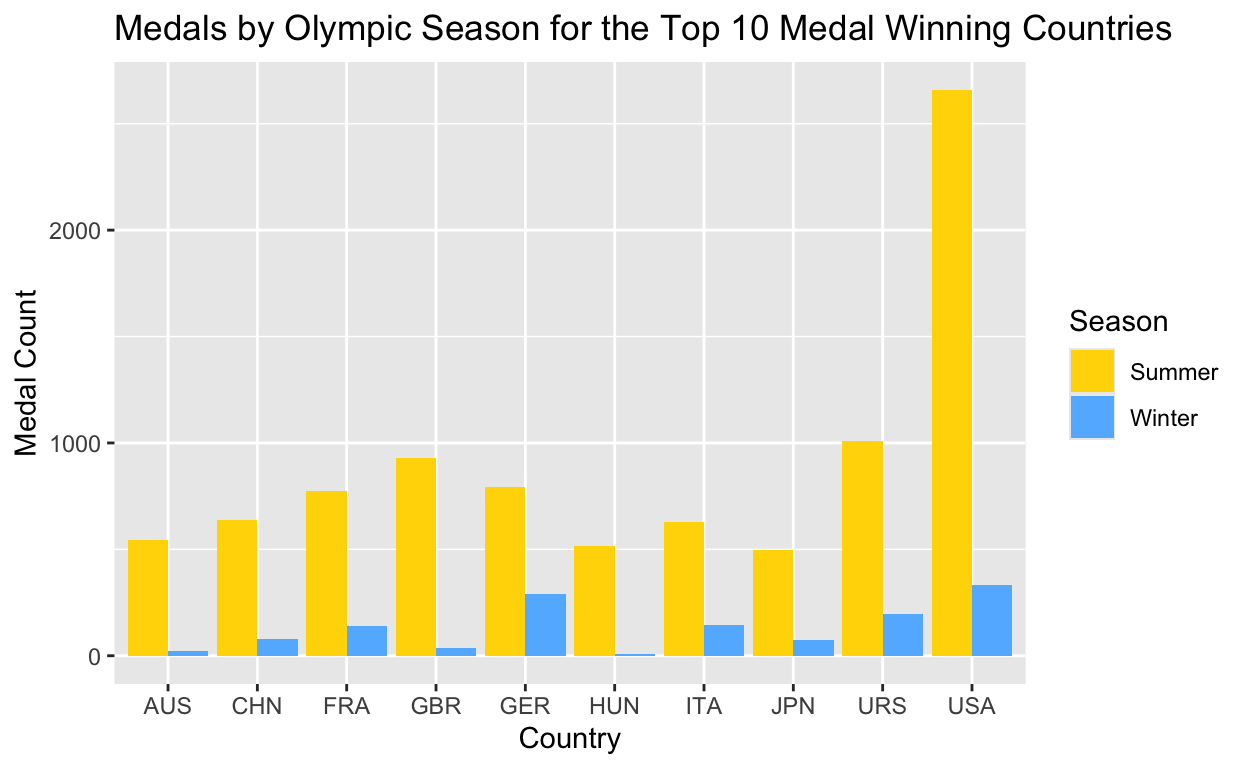 Medals by Olympic Season for the Top 10 Medal Winning Countries
Medal Count
2000
1000
0
AUS CHN FRA GBR GER HUN ITA JPN URS USA
Country
Season
Summer
Winter